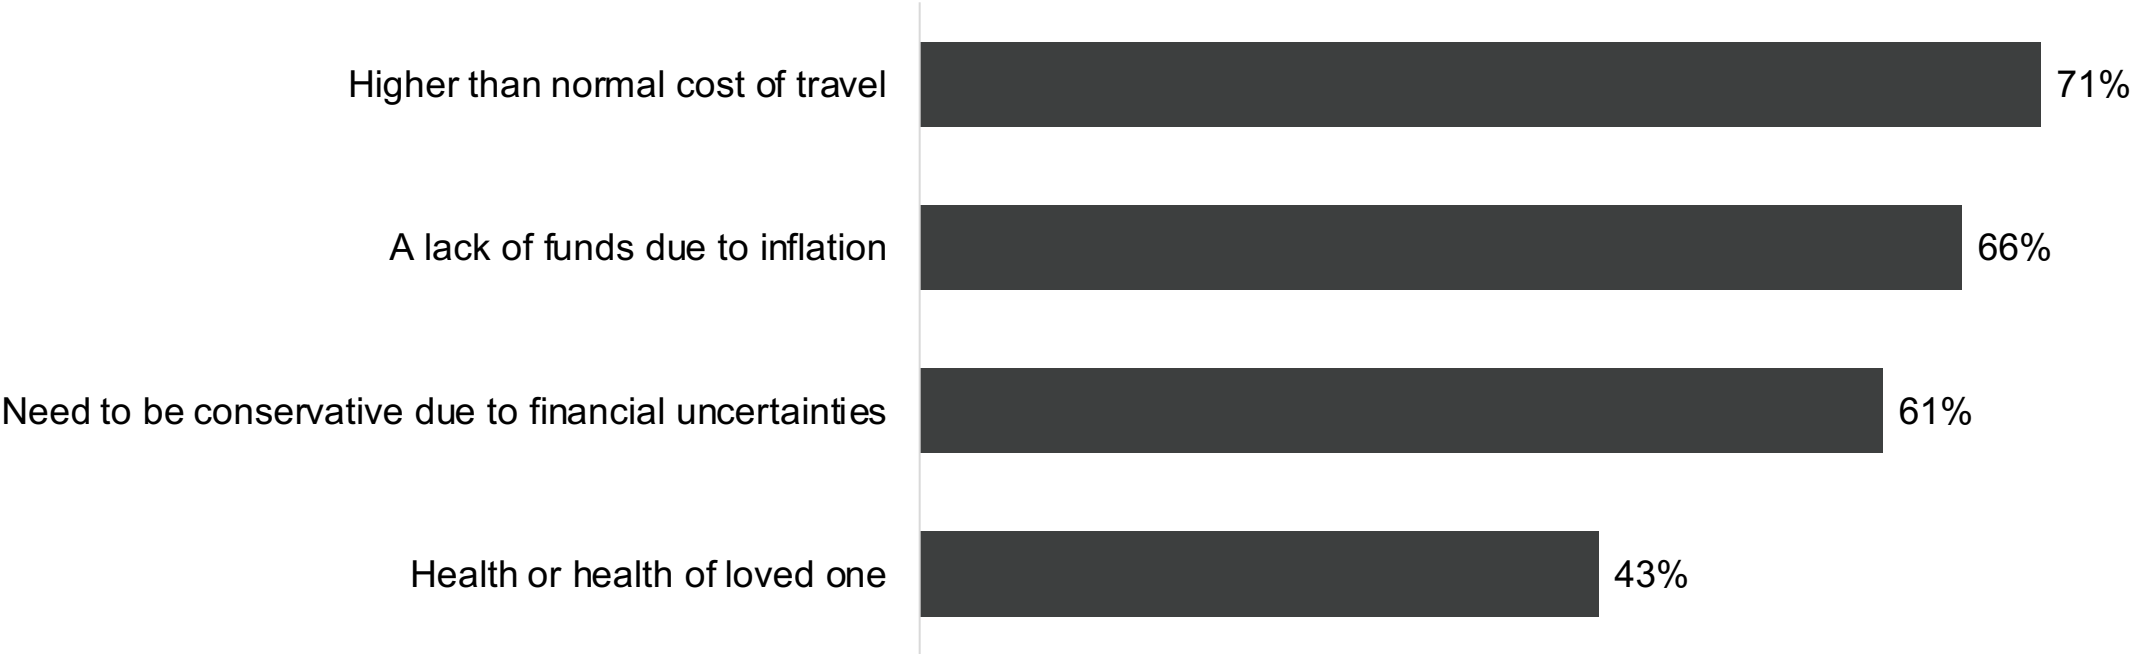 Higher than normal cost of travel 71%
A lack of funds due to inflation 66%
Need to be conservative due to financial uncertainties 61%
Health or health of loved one 43%